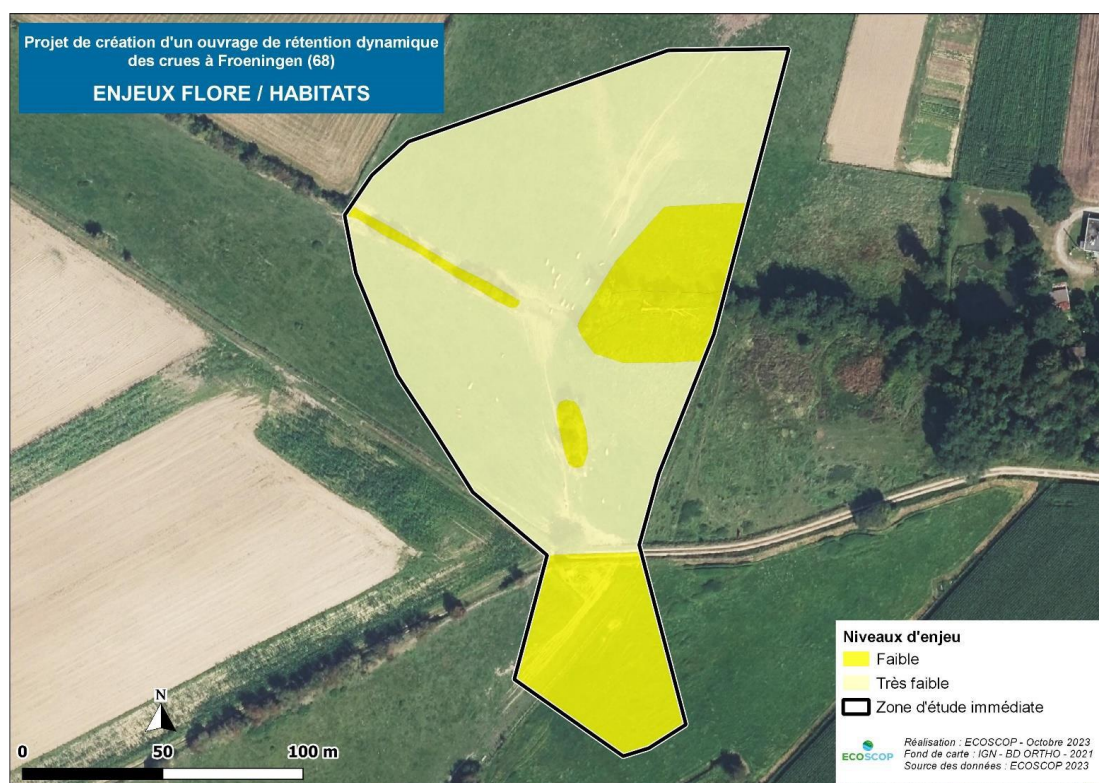 Projet de création d'un ouvrage de rétention dynamique
des crues à Froeningen (68)
ENJEUX FLORE / HABITATS
N
0 50 100 m
Niveaux d'enjeu
Faible
Très faible
Zone d'étude immédiate
ECOSCOP
Réalisation : ECOSCOP - Octobre 2023
Fond de carte : IGN - BD ORTHO - 2021
Source des données : ECOSCOP 2023